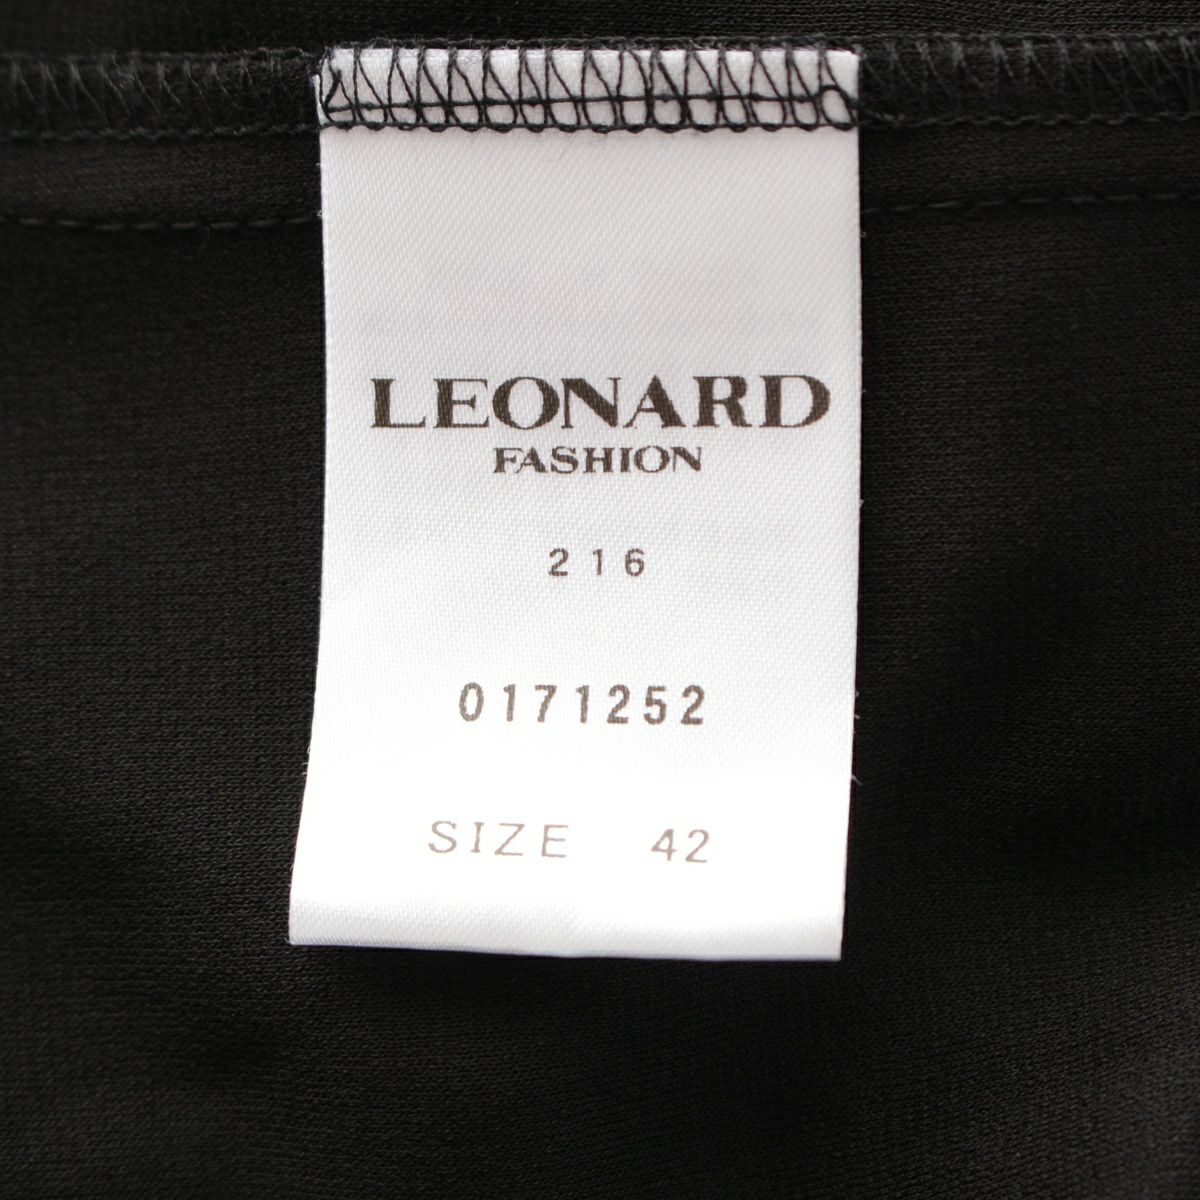 LEONARD
FASHION
216
0171252
SIZE 42